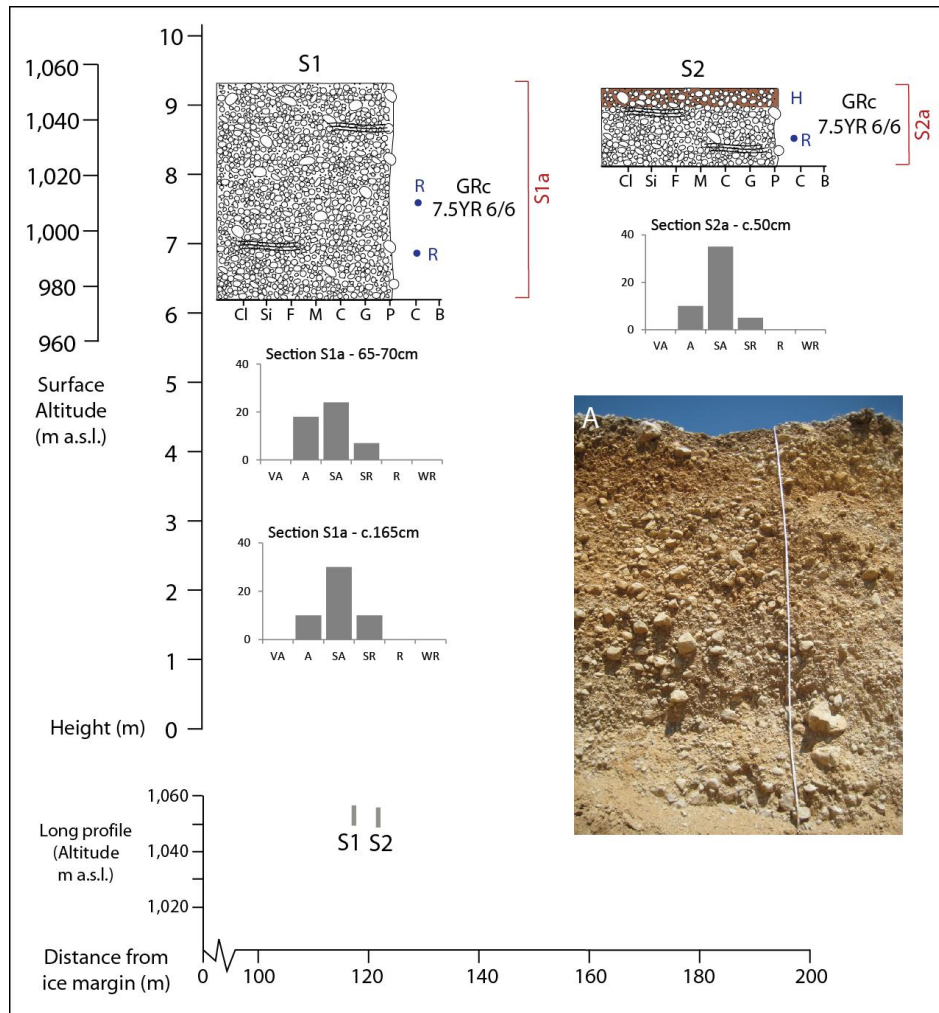 1,060
1,040
1,020
1,000
980
960
Surface
Altitude
(m a.s.l.)
10
9
8
7
6
5
4
3
2
1
0
Height (m)
S1
R
R
GRc
7.5YR 6/6
S1a
Cl Si F M C G P C B
S2
H
R
GRc
7.5YR 6/6
S2a
Cl Si F M C G P C B
Section S1a - 65-70cm
40
20
0
VA A SA SR R WR
Section S1a - c.165cm
40
20
0
VA A SA SR R WR
Section S2a - c.50cm
40
20
0
VA A SA SR R WR
A
1,060
1,040
1,020
Long profile
(Altitude
m a.s.l.)
S1 S2
Distance from
ice margin (m)
0 100 120 140 160 180 200